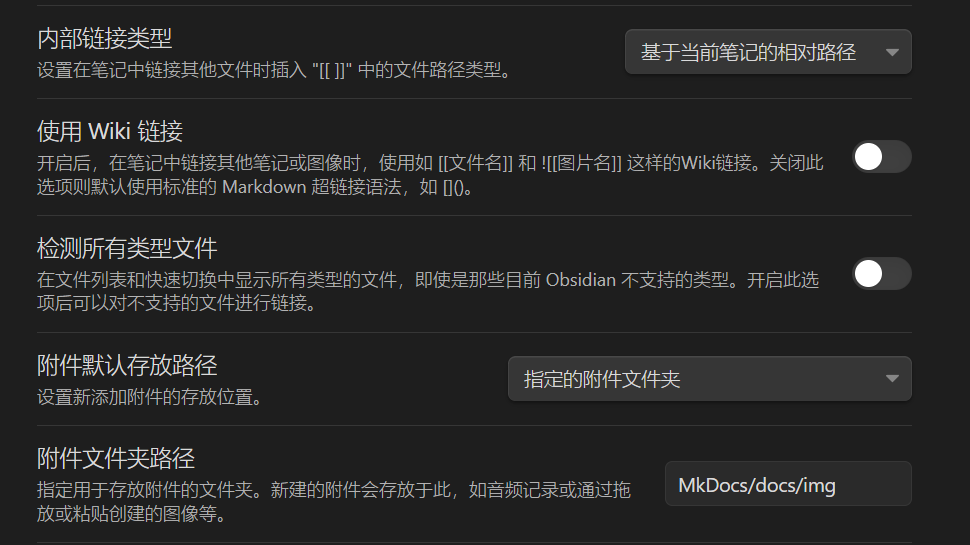 内部链接类型
设置在笔记中链接其他文件时插入 "[[ ]]" 中的文件路径类型。
基于当前笔记的相对路径
使用 Wiki 链接
开启后，在笔记中链接其他笔记或图像时，使用如 [[文件名]] 和 ![[图片名]] 这样的Wiki链接。关闭此
选项则默认使用标准的 Markdown 超链接语法，如 []()。
检测所有类型文件
在文件列表和快速切换中显示所有类型的文件，即使是那些目前 Obsidian 不支持的类型。开启此选
项后可以对不支持的文件进行链接。
附件默认存放路径
设置新添加附件的存放位置。
指定的附件文件夹
附件文件夹路径
指定用于存放附件的文件夹。新建的附件会存放于此，如音频记录或通过拖
放或粘贴创建的图像等。
MkDocs/docs/img